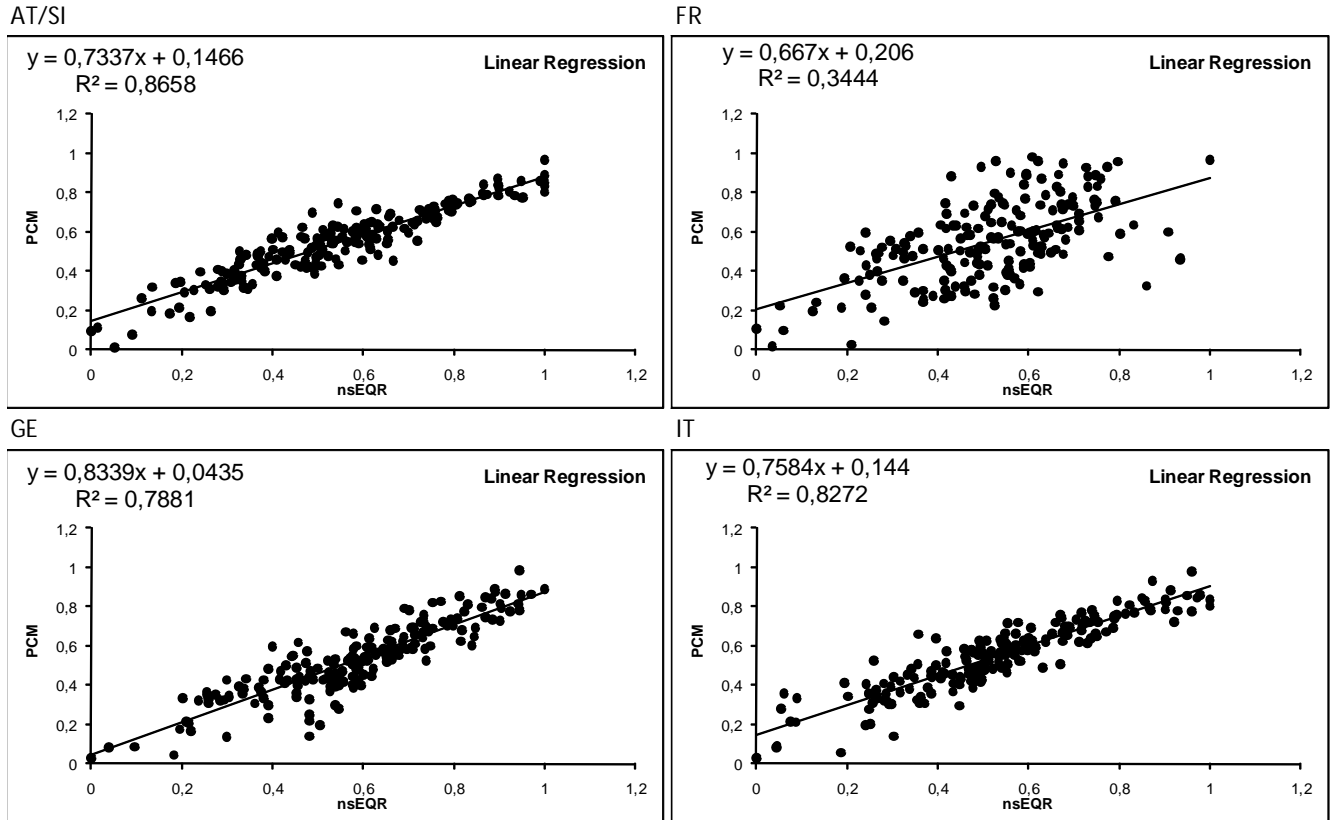 AT/SI
y = 0,7337x + 0,1466
R² = 0,8658
Linear Regression
1,2
1
0,8
0,6
0,4
0,2
0
PCM
0 0,2 0,4 0,6 0,8 1 1,2
nsEQR
FR
y = 0,667x + 0,206
R² = 0,3444
Linear Regression
1,2
1
0,8
0,6
0,4
0,2
0
PCM
0 0,2 0,4 0,6 0,8 1 1,2
nsEQR
GE
y = 0,8339x + 0,0435
R² = 0,7881
Linear Regression
1,2
1
0,8
0,6
0,4
0,2
0
PCM
0 0,2 0,4 0,6 0,8 1 1,2
nsEQR
IT
y = 0,7584x + 0,144
R² = 0,8272
Linear Regression
1,2
1
0,8
0,6
0,4
0,2
0
PCM
0 0,2 0,4 0,6 0,8 1 1,2
nsEQR